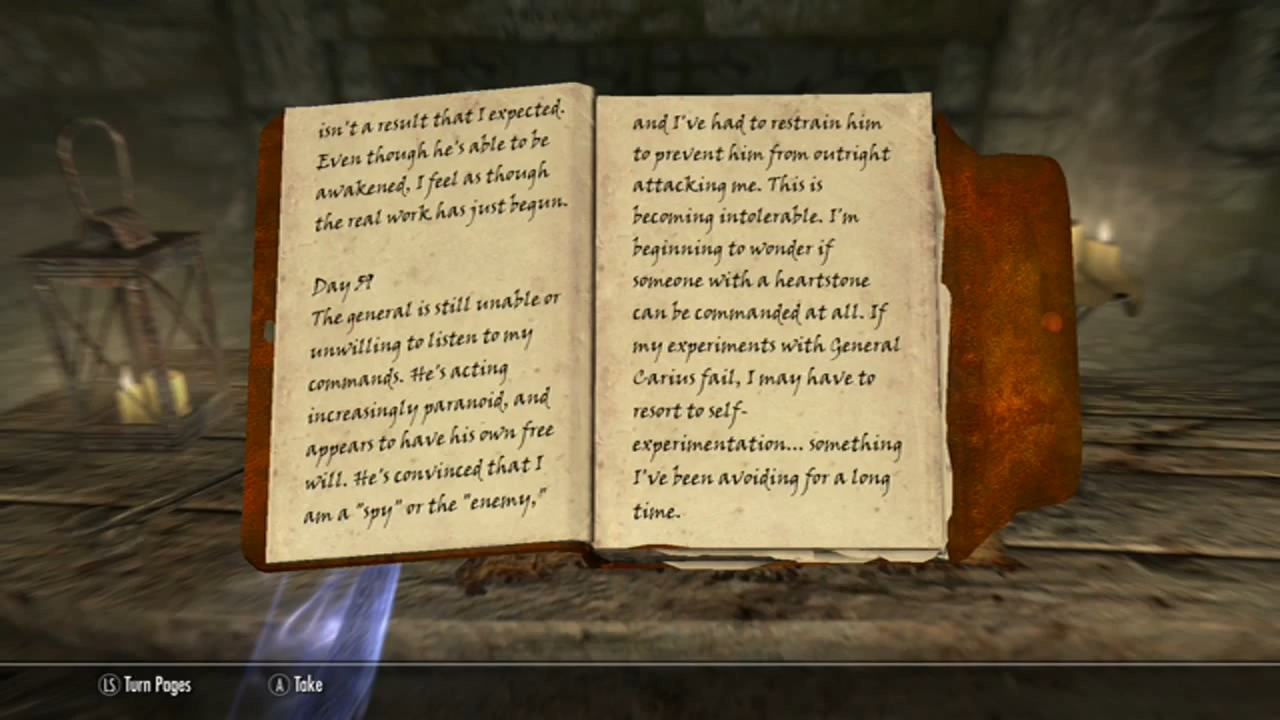 isn't a result that I expected.
Even though he's able to be
awakened, I feel as though
the real work has just begun.
Day 59
The general is still unable or
unwilling to listen to my
commands. He's acting
increasingly paranoid, and
appears to have his own free
will. He's convinced that I
am a "spy" or the "enemy,"
and I've had to restrain him
to prevent him from outright
attacking me. This is
becoming intolerable. I'm
beginning to wonder if
someone with a heartstone
can be commanded at all. If
my experiments with General
Carius fail, I may have to
resort to self-
experimentation... something
I've been avoiding for a long
time.
LS Turn Pages
A Take